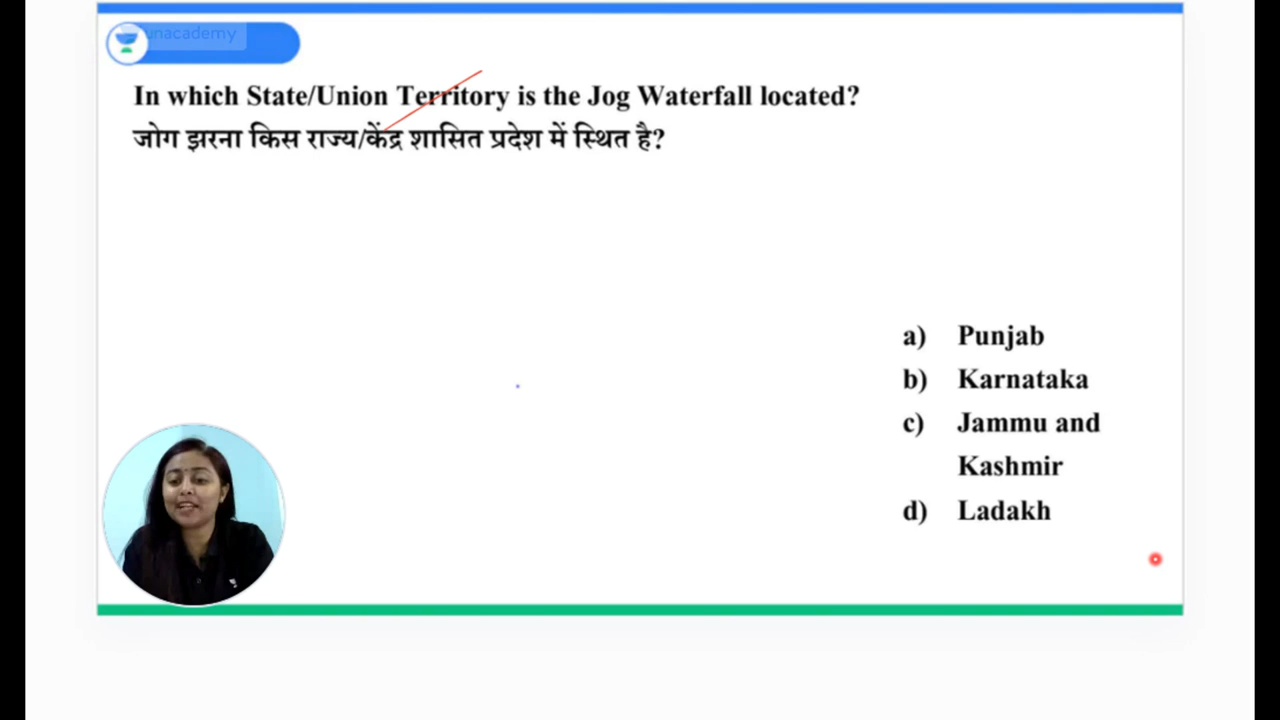 unacademy
In which State/Union Territory is the Jog Waterfall located?
जोग झरना किस राज्य/केंद्र शासित प्रदेश में स्थित है?
a) Punjab
b) Karnataka
c) Jammu and
Kashmir
d) Ladakh